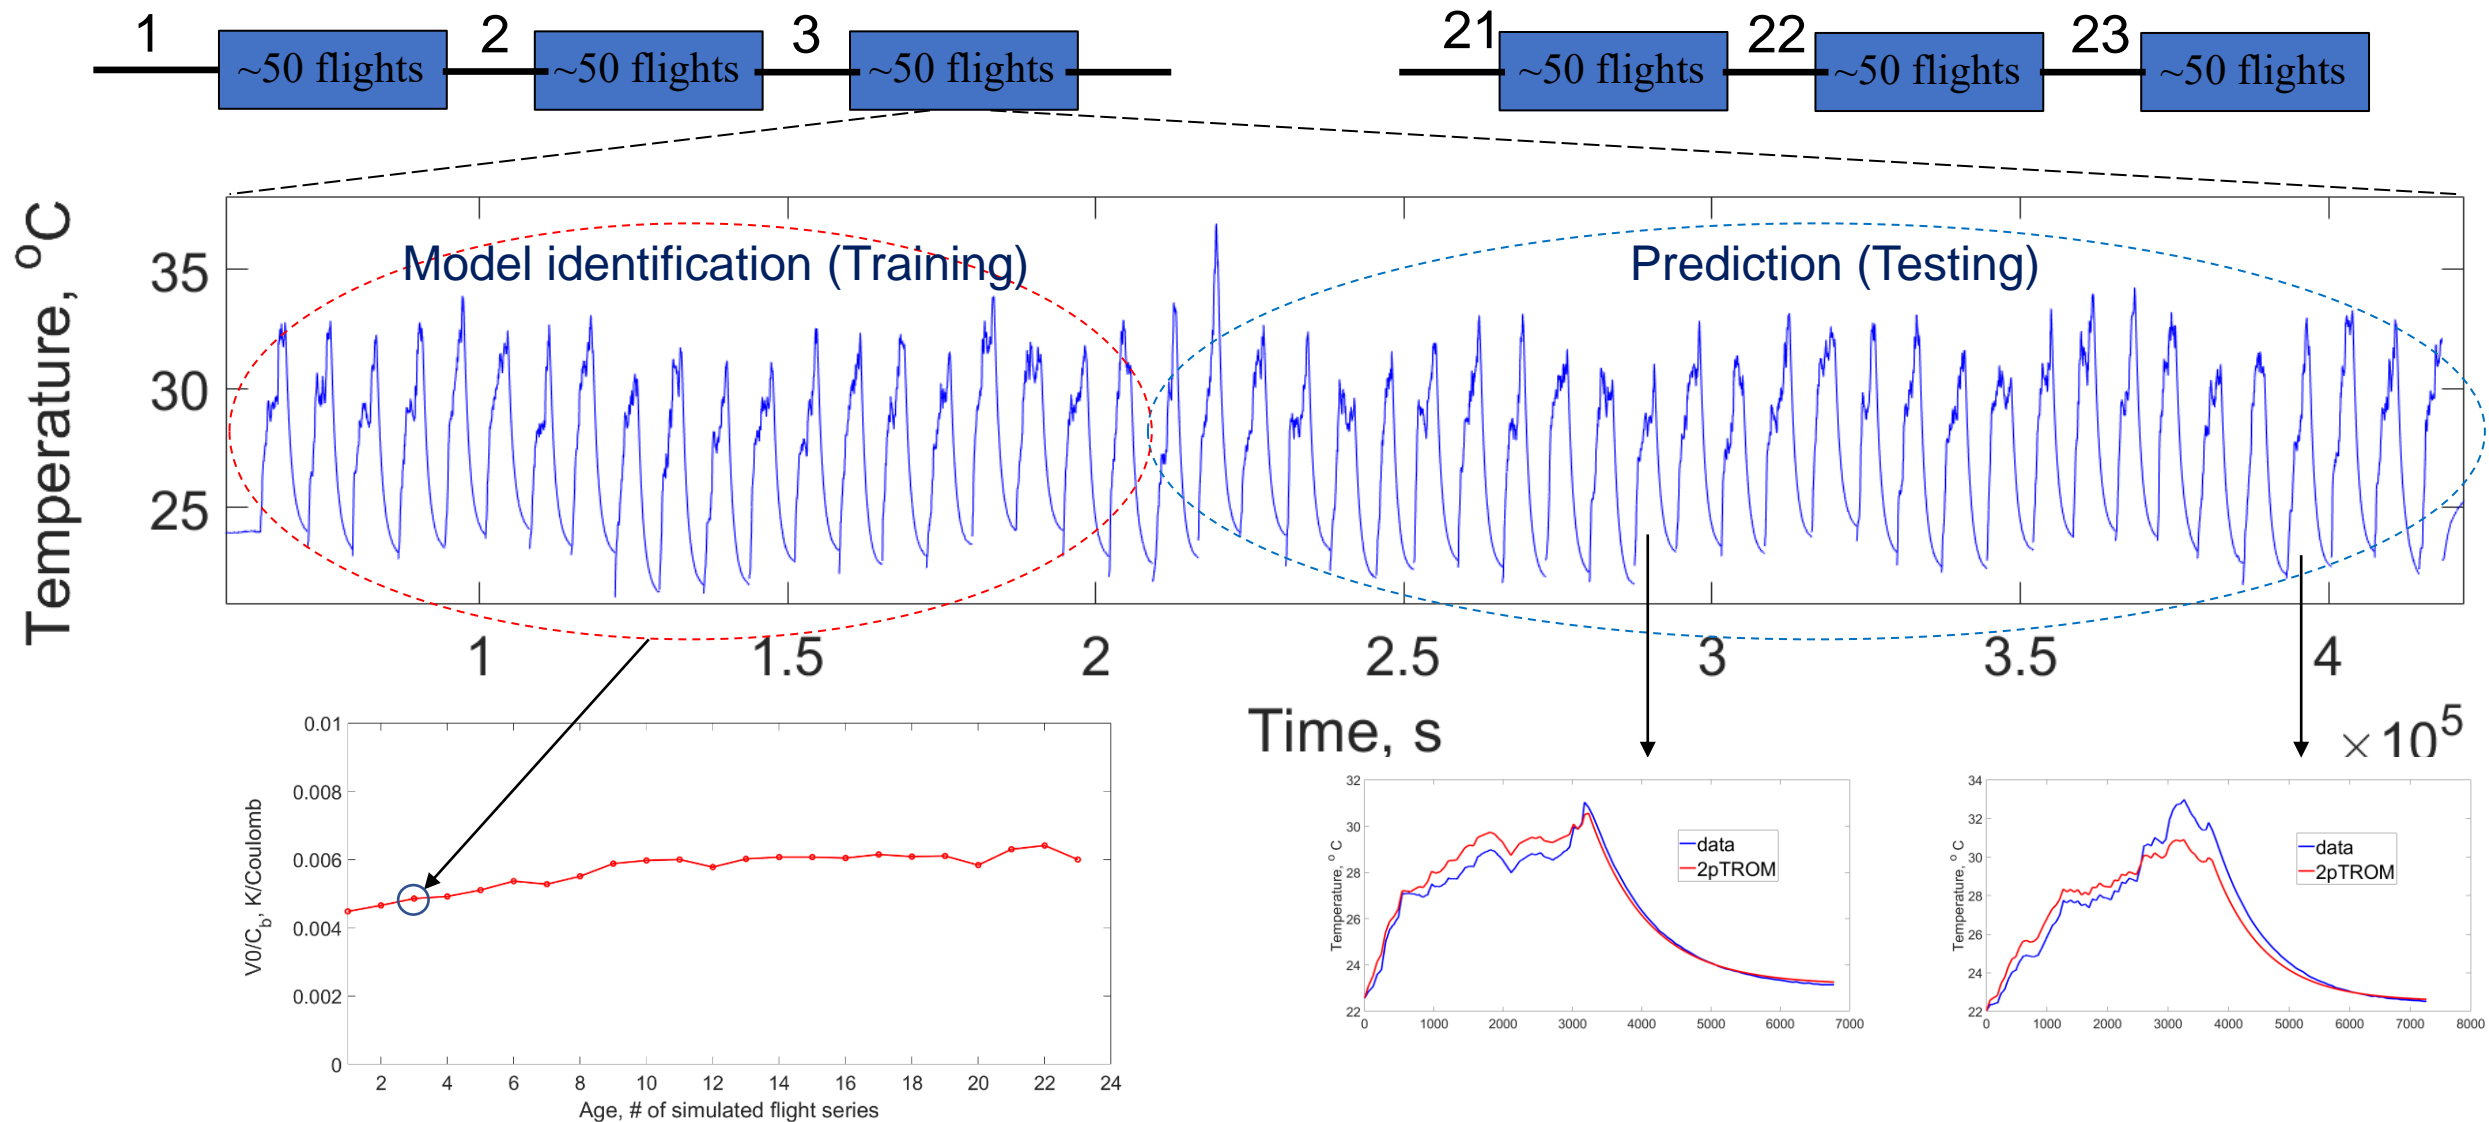 1 ~50 flights 2 ~50 flights 3 ~50 flights 21 ~50 flights 22 ~50 flights 23 ~50 flights
Temperature, °C
35
30
25
Model identification (Training)
Prediction (Testing)
1 1.5 2 2.5 3 3.5 4
Time, s
×10⁵
V0/C_b, K/Coulomb
0.01
0.008
0.006
0.004
0.002
0
2 4 6 8 10 12 14 16 18 20 22 24
Age, # of simulated flight series
Temperature, ° C
32
30
28
26
24
22
data
2pTROM
0 1000 2000 3000 4000 5000 6000 7000
Temperature, ° C
34
32
30
28
26
24
22
data
2pTROM
0 1000 2000 3000 4000 5000 6000 7000 8000